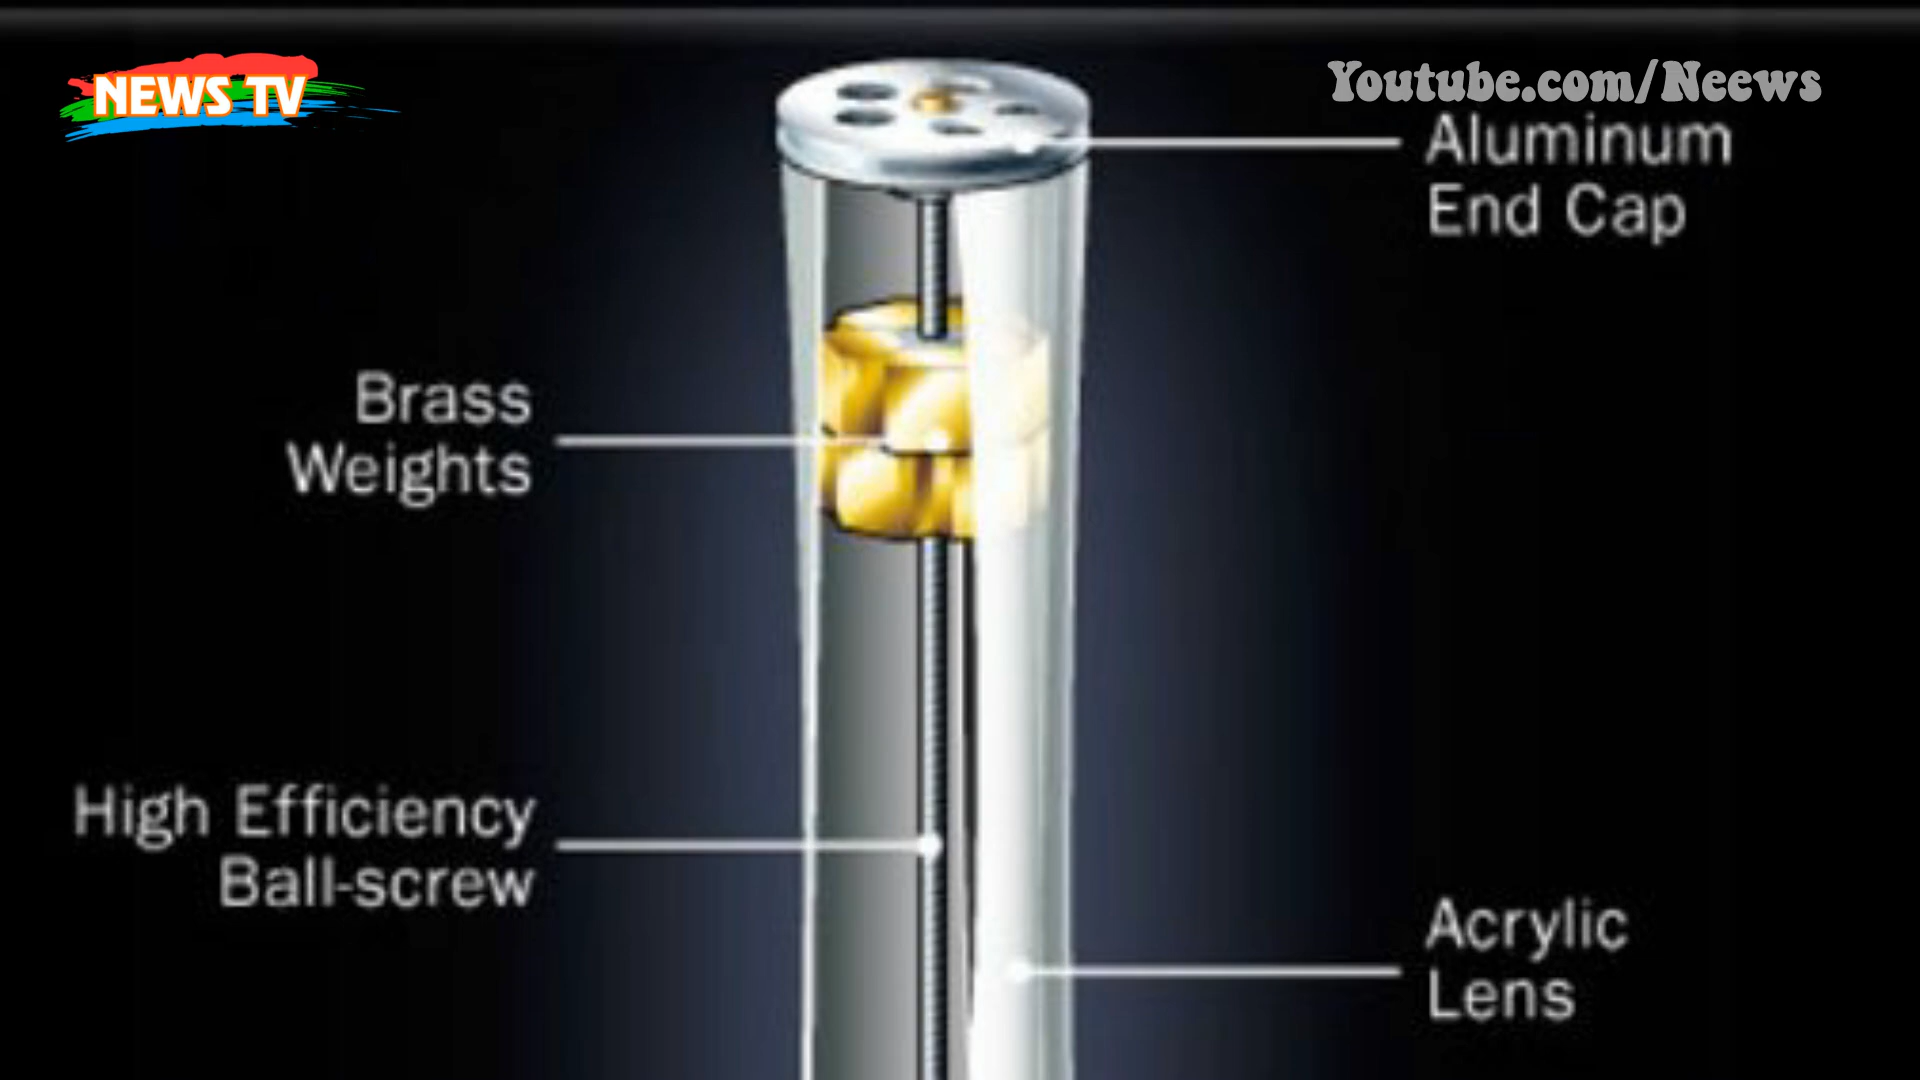 NEWS TV
Youtube.com/Neews
Aluminum
End Cap
Brass
Weights
High Efficiency
Ball-screw
Acrylic
Lens